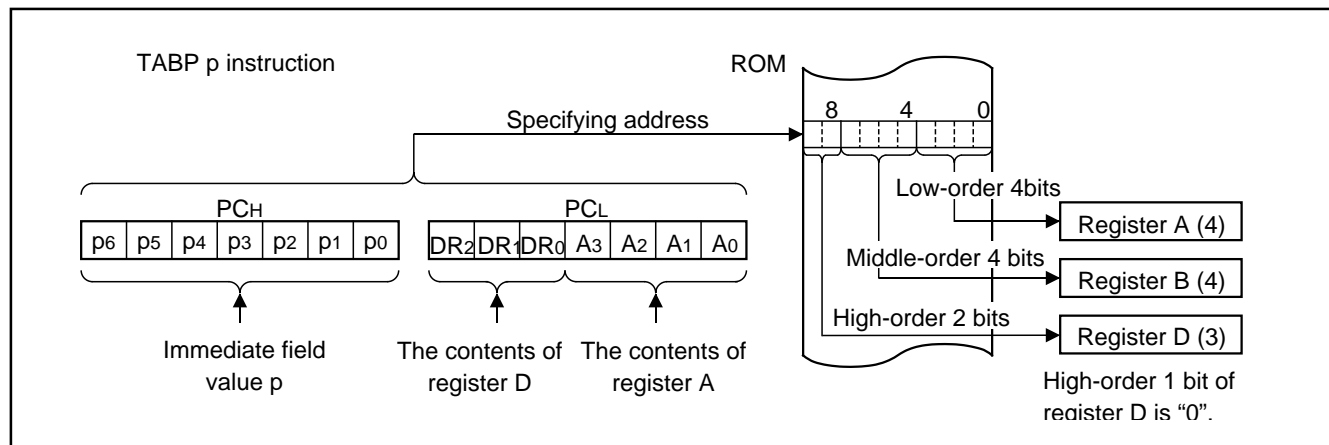 TABP p instruction
ROM
8 4 0
Specifying address
Low-order 4bits
PCH
PCL
Register A (4)
p6 p5 p4 p3 p2 p1 p0
DR2 DR1 DR0 A3 A2 A1 A0
Middle-order 4 bits
Register B (4)
High-order 2 bits
Register D (3)
Immediate field
value p
The contents of
register D
The contents of
register A
High-order 1 bit of
register D is “0”.